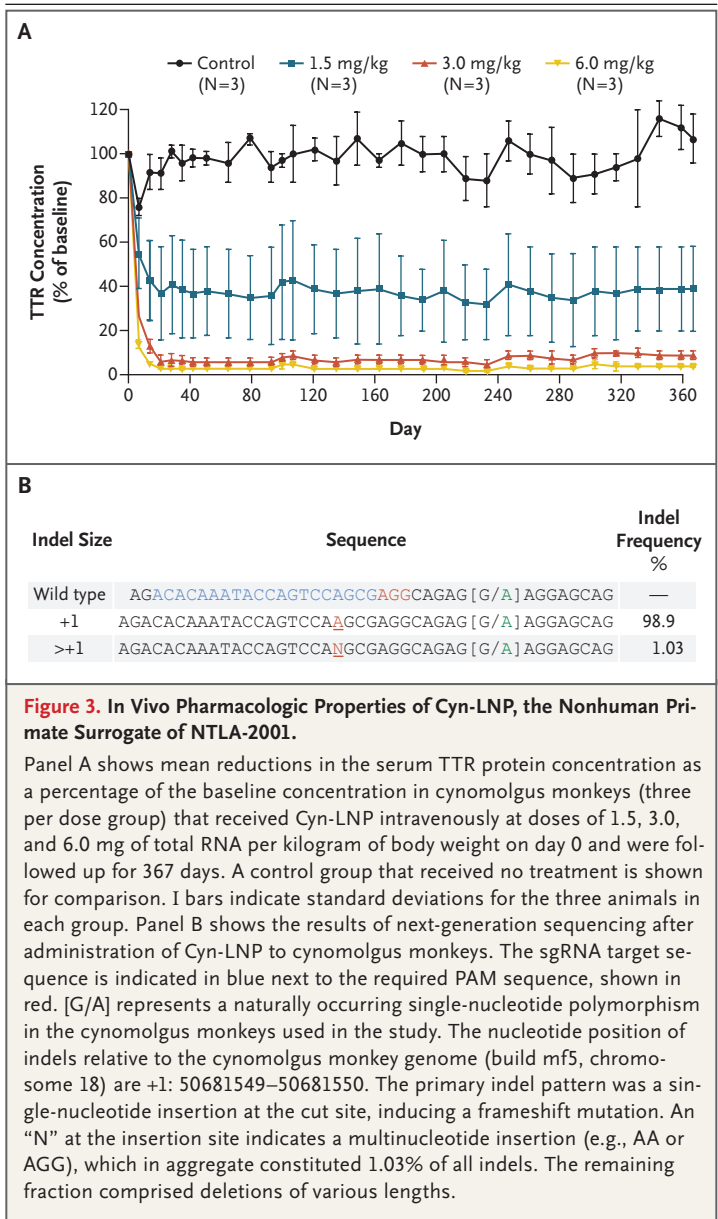 A
Control 1.5 mg/kg 3.0 mg/kg 6.0 mg/kg
(N=3) (N=3) (N=3) (N=3)
120
100
80
60
40
20
0
TTR Concentration
(% of baseline)
0 40 80 120 160 200 240 280 320 360
Day
B
Indel Size Sequence Indel Frequency
%
Wild type AGACACAAATACCAGTCCAGCGAGGCAGAG[G/A]AGGAGCAG —
+1 AGACACAAATACCAGTCCAAGCGAGGCAGAG[G/A]AGGAGCAG 98.9
>+1 AGACACAAATACCAGTCCANGCGAGGCAGAG[G/A]AGGAGCAG 1.03
Figure 3. In Vivo Pharmacologic Properties of Cyn-LNP, the Nonhuman Pri-
mate Surrogate of NTLA-2001.
Panel A shows mean reductions in the serum TTR protein concentration as
a percentage of the baseline concentration in cynomolgus monkeys (three
per dose group) that received Cyn-LNP intravenously at doses of 1.5, 3.0,
and 6.0 mg of total RNA per kilogram of body weight on day 0 and were fol-
lowed up for 367 days. A control group that received no treatment is shown
for comparison. I bars indicate standard deviations for the three animals in
each group. Panel B shows the results of next-generation sequencing after
administration of Cyn-LNP to cynomolgus monkeys. The sgRNA target se-
quence is indicated in blue next to the required PAM sequence, shown in
red. [G/A] represents a naturally occurring single-nucleotide polymorphism
in the cynomolgus monkeys used in the study. The nucleotide position of
indels relative to the cynomolgus monkey genome (build mf5, chromo-
some 18) are +1: 50681549–50681550. The primary indel pattern was a sin-
gle-nucleotide insertion at the cut site, inducing a frameshift mutation. An
“N” at the insertion site indicates a multinucleotide insertion (e.g., AA or
AGG), which in aggregate constituted 1.03% of all indels. The remaining
fraction comprised deletions of various lengths.